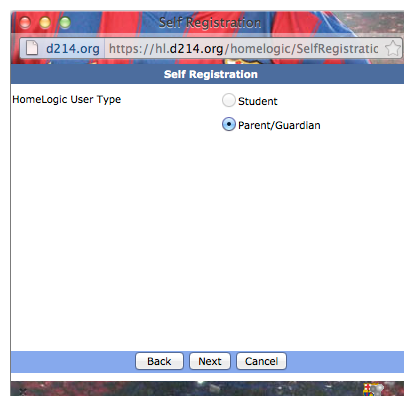 Self Registration
d214.org https://hl.d214.org/homelogic/SelfRegistratic
Self Registration
HomeLogic User Type
Student
Parent/Guardian
Back Next Cancel